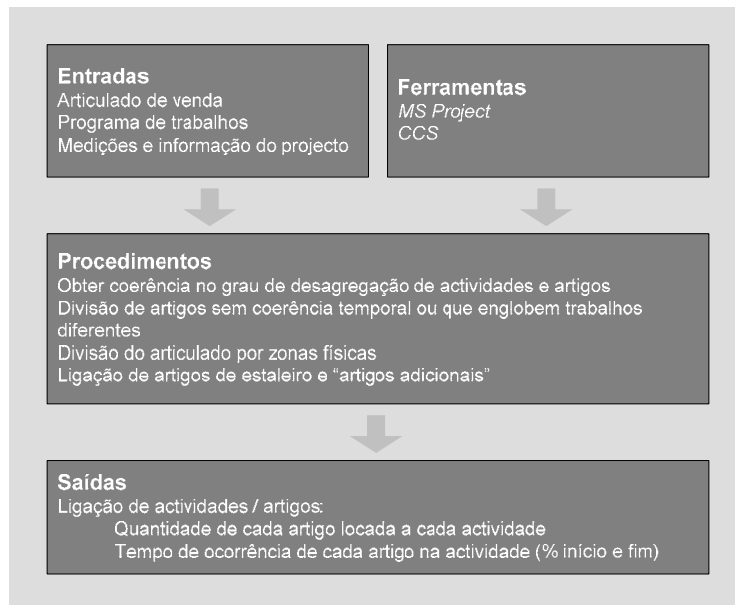 Entradas
Articulado de venda
Programa de trabalhos
Medições e informação do projecto
Ferramentas
MS Project
CCS
Procedimentos
Obter coerência no grau de desagregação de actividades e artigos
Divisão de artigos sem coerência temporal ou que englobem trabalhos
diferentes
Divisão do articulado por zonas físicas
Ligação de artigos de estaleiro e “artigos adicionais”
Saídas
Ligação de actividades / artigos:
Quantidade de cada artigo locada a cada actividade
Tempo de ocorrência de cada artigo na actividade (% início e fim)